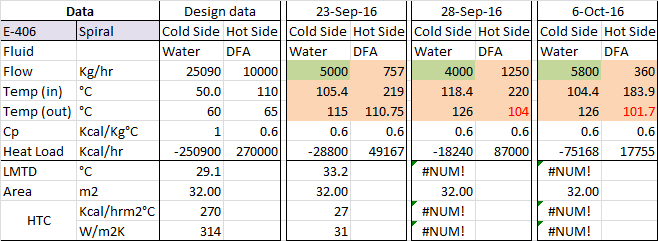 Data Design data 23-Sep-16 28-Sep-16 6-Oct-16
E-406 Spiral Cold Side Hot Side Cold Side Hot Side Cold Side Hot Side Cold Side Hot Side
Fluid Water DFA Water DFA Water DFA Water DFA
Flow Kg/hr 25090 10000 5000 757 4000 1250 5800 360
Temp (in) °C 50.0 110 105.4 219 118.4 220 104.4 183.9
Temp (out) °C 60 65 115 110.75 126 104 126 101.7
Cp Kcal/Kg°C 1 0.6 0.6 0.6 0.6 0.6 0.6 0.6
Heat Load Kcal/hr -250900 270000 -28800 49167 -18240 87000 -75168 17755
LMTD °C 29.1 33.2 #NUM! #NUM!
Area m2 32.00 32.00 32.00 32.00
HTC Kcal/hrm2°C 270 27 #NUM! #NUM!
W/m2K 314 31 #NUM! #NUM!